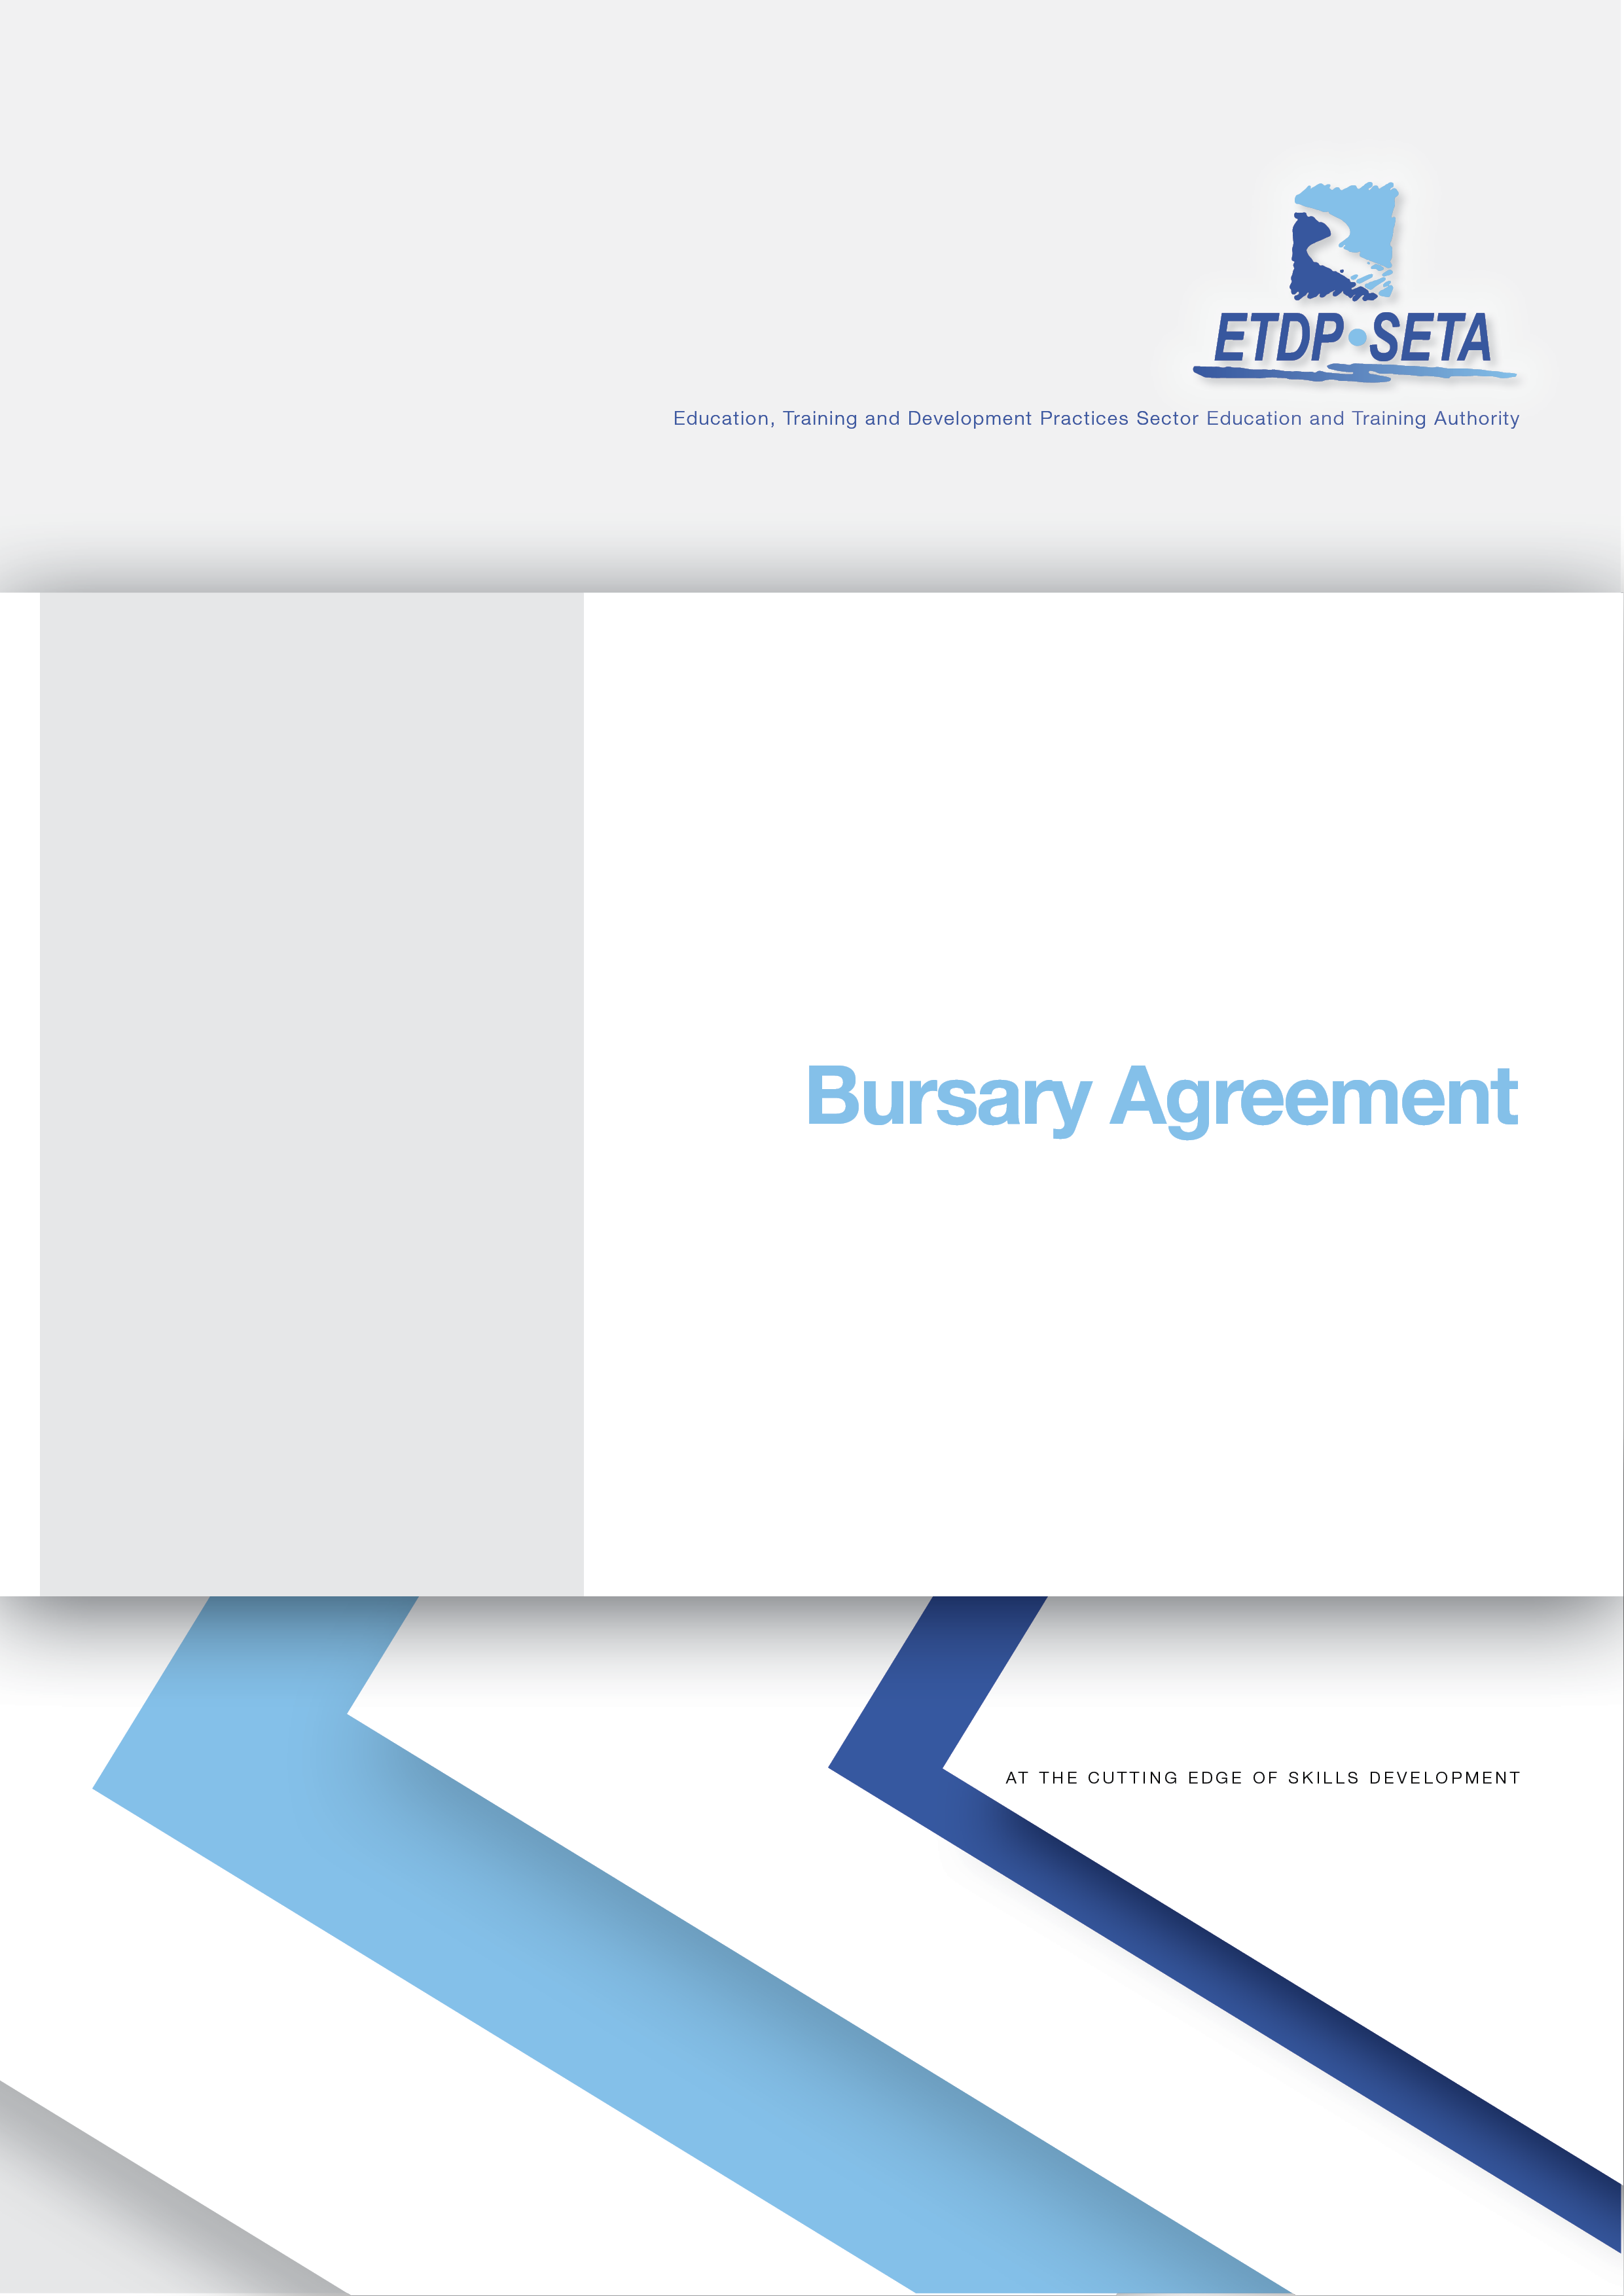 ETDP•SETA
Education, Training and Development Practices Sector Education and Training Authority
Bursary Agreement
AT THE CUTTING EDGE OF SKILLS DEVELOPMENT